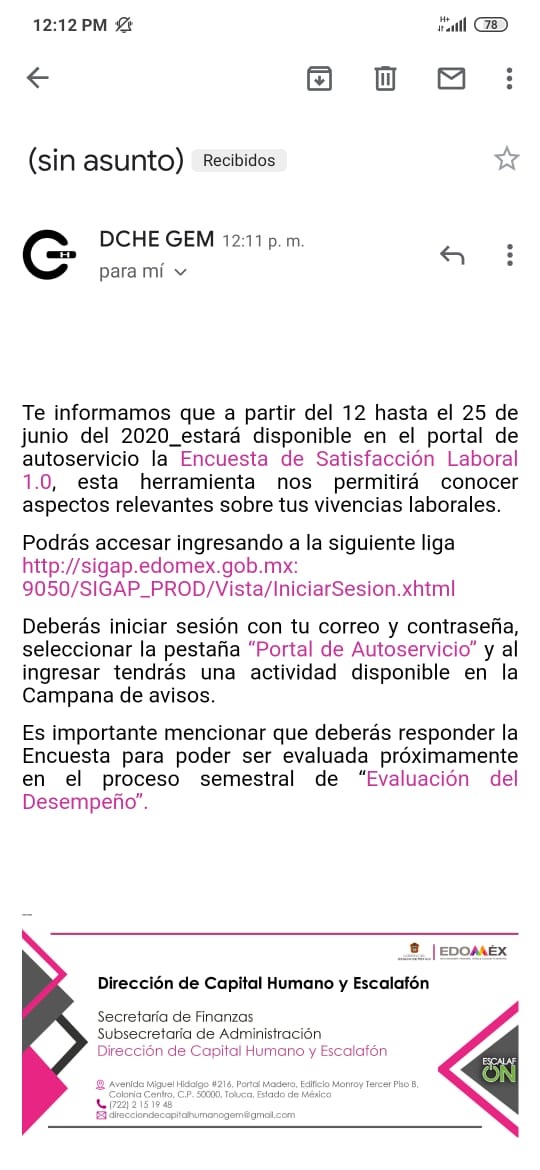 12:12 PM
H+
78
(sin asunto) Recibidos
DCHE GEM 12:11 p. m.
para mí
Te informamos que a partir del 12 hasta el 25 de
junio del 2020_estará disponible en el portal de
autoservicio la Encuesta de Satisfacción Laboral
1.0, esta herramienta nos permitirá conocer
aspectos relevantes sobre tus vivencias laborales.
Podrás accesar ingresando a la siguiente liga
http://sigap.edomex.gob.mx:
9050/SIGAP_PROD/Vista/IniciarSesion.xhtml
Deberás iniciar sesión con tu correo y contraseña,
seleccionar la pestaña “Portal de Autoservicio” y al
ingresar tendrás una actividad disponible en la
Campana de avisos.
Es importante mencionar que deberás responder la
Encuesta para poder ser evaluada próximamente
en el proceso semestral de “Evaluación del
Desempeño”.
--
EDOMÉX
Dirección de Capital Humano y Escalafón
Secretaría de Finanzas
Subsecretaría de Administración
Dirección de Capital Humano y Escalafón
ESCALAF
ÓN
Avenida Miguel Hidalgo #216, Portal Madero, Edificio Monroy Tercer Piso B,
Colonia Centro, C.P. 50000, Toluca, Estado de México
(722) 2 15 19 48
direcciondecapitalhumanogem@gmail.com